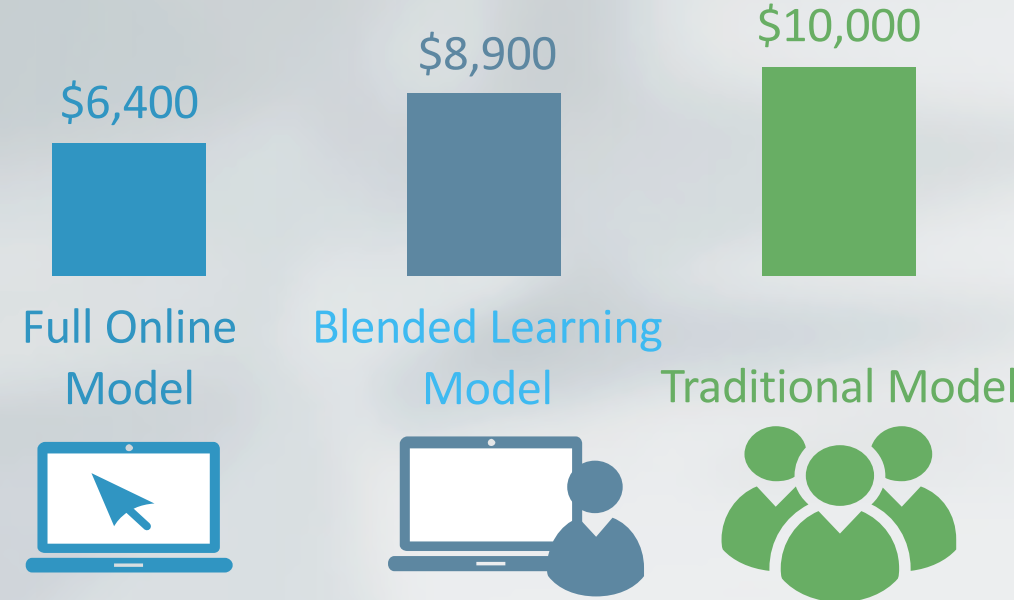 $6,400
$8,900
$10,000
Full Online
Model
Blended Learning
Model
Traditional Model